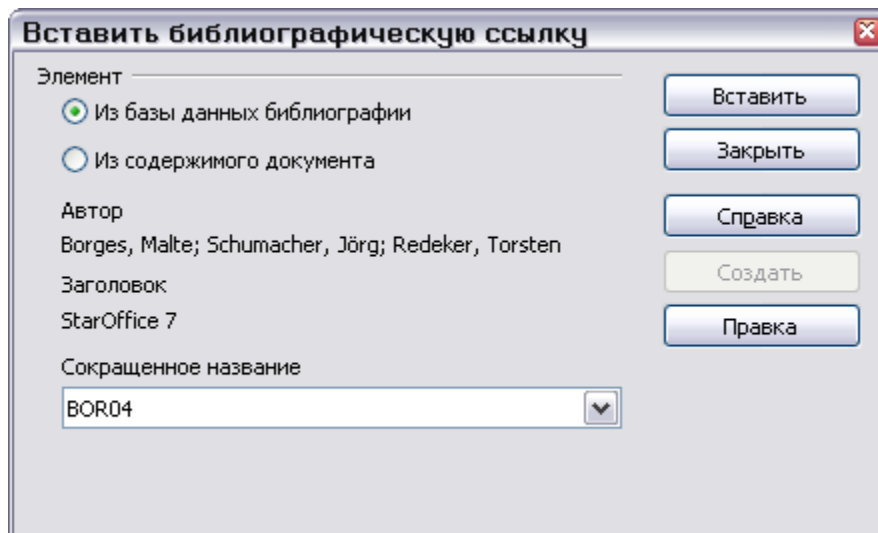 Вставить библиографическую ссылку
Элемент
Из базы данных библиографии
Из содержимого документа
Автор
Borges, Malte; Schumacher, Jörg; Redeker, Torsten
Заголовок
StarOffice 7
Сокращенное название
BOR04
Вставить
Закрыть
Справка
Создать
Правка